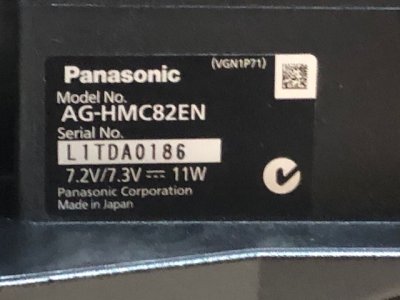 Panasonic
(VGN1P71)
Model No.
AG-HMC82EN
Serial No.
L1TDA0186
7.2V/7.3V ⎓ 11W
Panasonic Corporation
Made in Japan